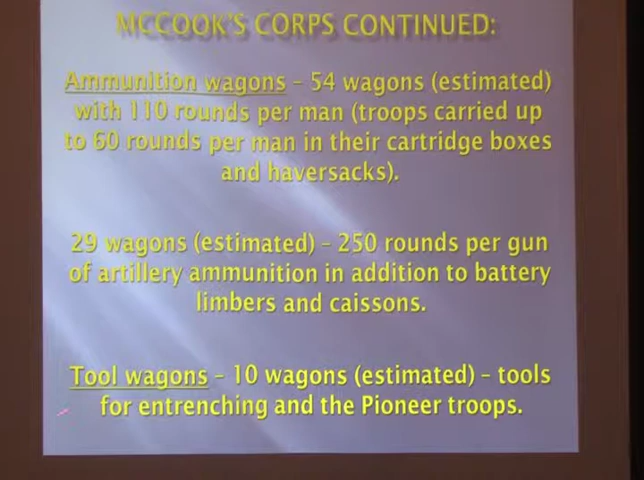 MCCOOK'S CORPS CONTINUED:
Ammunition wagons – 54 wagons (estimated)
with 110 rounds per man (troops carried up
to 60 rounds per man in their cartridge boxes
and haversacks).
29 wagons (estimated) – 250 rounds per gun
of artillery ammunition in addition to battery
limbers and caissons.
Tool wagons – 10 wagons (estimated) – tools
for entrenching and the Pioneer troops.